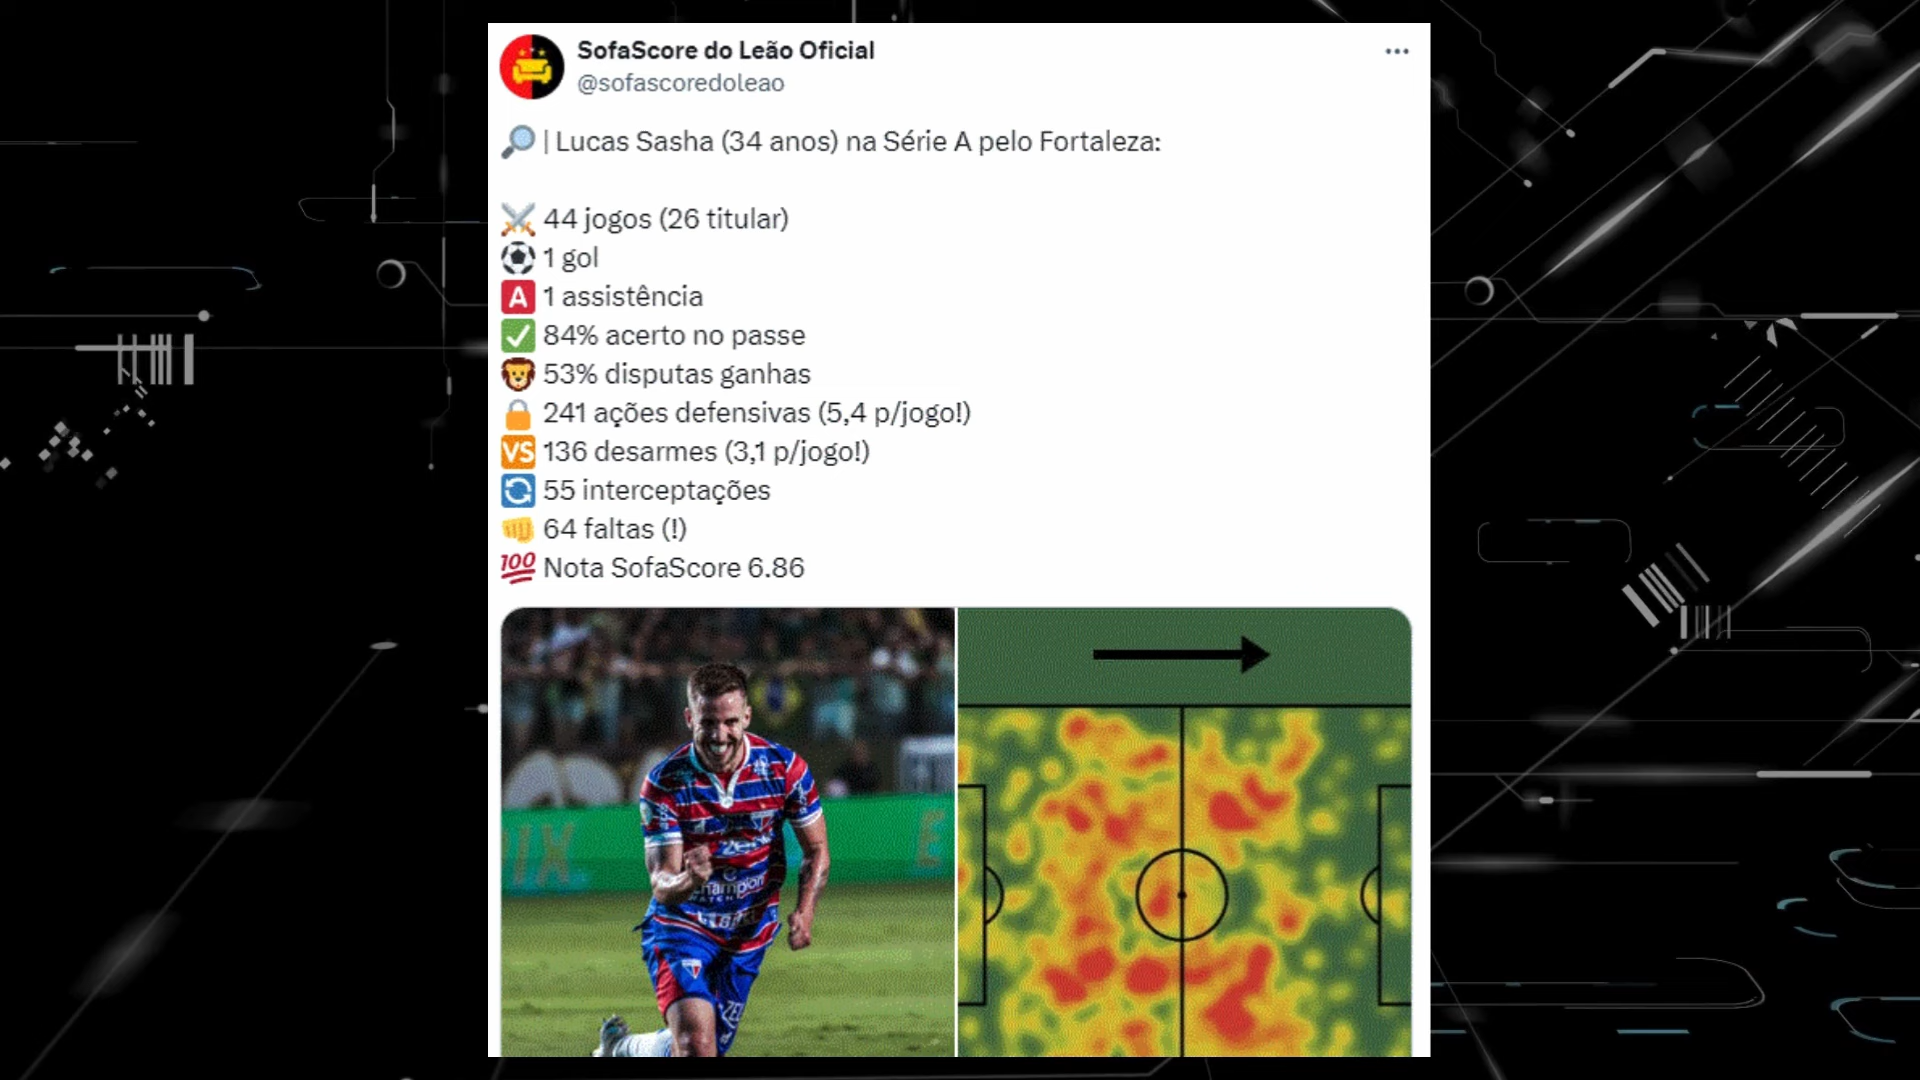 SofaScore do Leão Oficial
@sofascoredoleao
| Lucas Sasha (34 anos) na Série A pelo Fortaleza:
44 jogos (26 titular)
1 gol
A 1 assistência
84% acerto no passe
53% disputas ganhas
241 ações defensivas (5,4 p/jogo!)
VS 136 desarmes (3,1 p/jogo!)
55 interceptações
64 faltas (!)
100 Nota SofaScore 6.86
Champion